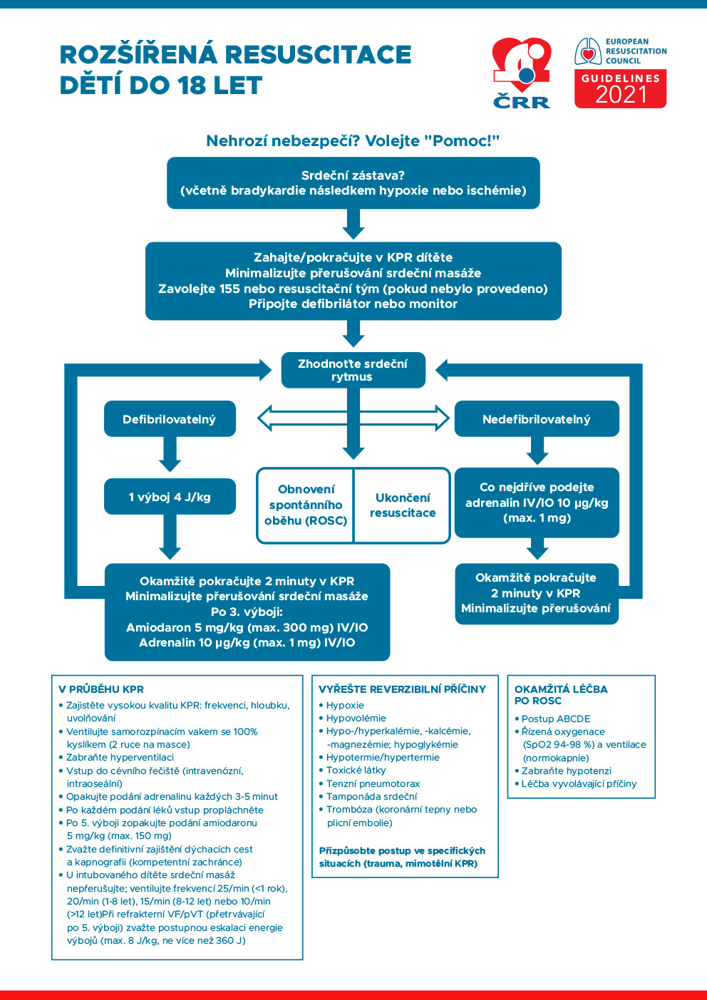 ROZŠÍŘENÁ RESUSCITACE
DĚTÍ DO 18 LET
ČRR
EUROPEAN
RESUSCITATION
COUNCIL
GUIDELINES
2021
Nehrozí nebezpečí? Volejte "Pomoc!"
Srdeční zástava?
(včetně bradykardie následkem hypoxie nebo ischémie)
Zahajte/pokračujte v KPR dítěte
Minimalizujte přerušování srdeční masáže
Zavolejte 155 nebo resuscitační tým (pokud nebylo provedeno)
Připojte defibrilátor nebo monitor
Zhodnoťte srdeční
rytmus
Defibrilovatelný
Nedefibrilovatelný
1 výboj 4 J/kg
Obnovení
spontánního
oběhu (ROSC)
Ukončení
resuscitace
Co nejdříve podejte
adrenalin IV/IO 10 µg/kg
(max. 1 mg)
Okamžitě pokračujte 2 minuty v KPR
Minimalizujte přerušování srdeční masáže
Po 3. výboji:
Amiodaron 5 mg/kg (max. 300 mg) IV/IO
Adrenalin 10 µg/kg (max. 1 mg) IV/IO
Okamžitě pokračujte
2 minuty v KPR
Minimalizujte přerušování
V PRŮBĚHU KPR
• Zajistěte vysokou kvalitu KPR: frekvenci, hloubku,
uvolňování
• Ventilujte samorozpínacím vakem se 100%
kyslíkem (2 ruce na masce)
• Zabraňte hyperventilaci
• Vstup do cévního řečiště (intravenózní,
intraoseální)
• Opakujte podání adrenalinu každých 3-5 minut
• Po každém podání léků vstup propláchněte
• Po 5. výboji zopakujte podání amiodaronu
5 mg/kg (max. 150 mg)
• Zvažte definitivní zajištění dýchacích cest
a kapnografii (kompetentní zachránce)
• U intubovaného dítěte srdeční masáž
nepřerušujte; ventilujte frekvencí 25/min (<1 rok),
20/min (1-8 let), 15/min (8-12 let) nebo 10/min
(>12 let)Při refrakterní VF/pVT (přetrvávající
po 5. výboji) zvažte postupnou eskalaci energie
výbojů (max. 8 J/kg, ne více než 360 J)
VYŘEŠTE REVERZIBILNÍ PŘÍČINY
• Hypoxie
• Hypovolémie
• Hypo-/hyperkalémie, -kalcémie,
-magnezémie; hypoglykémie
• Hypotermie/hypertermie
• Toxické látky
• Tenzní pneumotorax
• Tamponáda srdeční
• Trombóza (koronární tepny nebo
plicní embolie)
Přizpůsobte postup ve specifických
situacích (trauma, mimotělní KPR)
OKAMŽITÁ LÉČBA
PO ROSC
• Postup ABCDE
• Řízená oxygenace
(SpO2 94-98 %) a ventilace
(normokapnie)
• Zabraňte hypotenzi
• Léčba vyvolávající příčiny